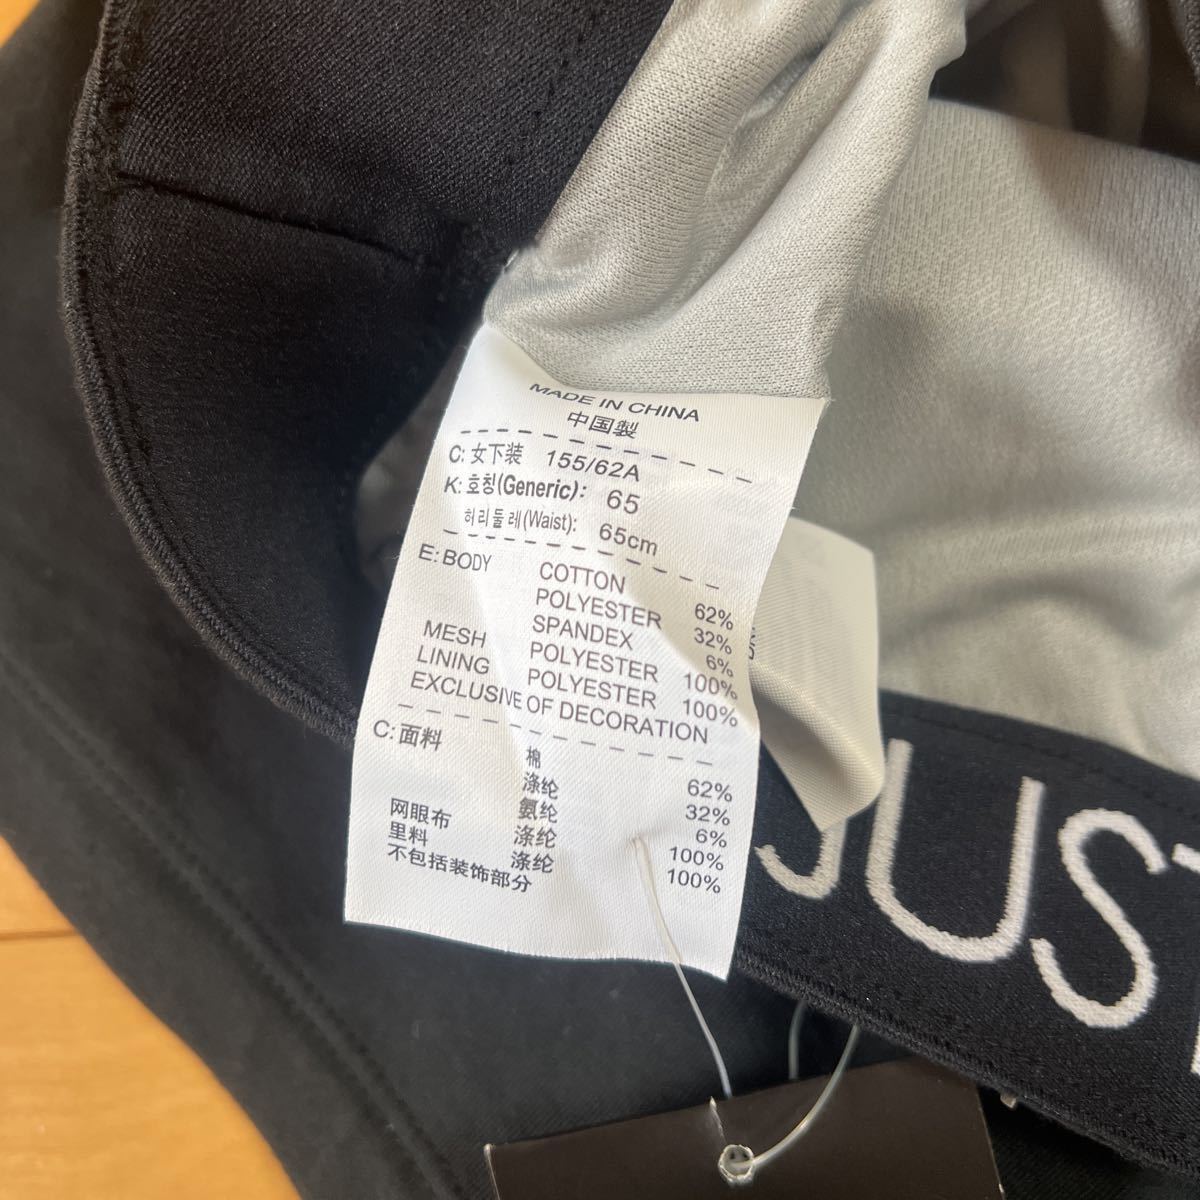 MADE IN CHINA
中国製
C: 女下装 155/62A
K: 호칭(Generic): 65
허리둘레(Waist): 65cm
E: BODY COTTON 62%
POLYESTER 32%
SPANDEX 6%
MESH POLYESTER 100%
LINING POLYESTER 100%
EXCLUSIVE OF DECORATION
C: 面料 棉 62%
涤纶 32%
氨纶 6%
网眼布 涤纶 100%
里料 涤纶 100%
不包括装饰部分
JUST